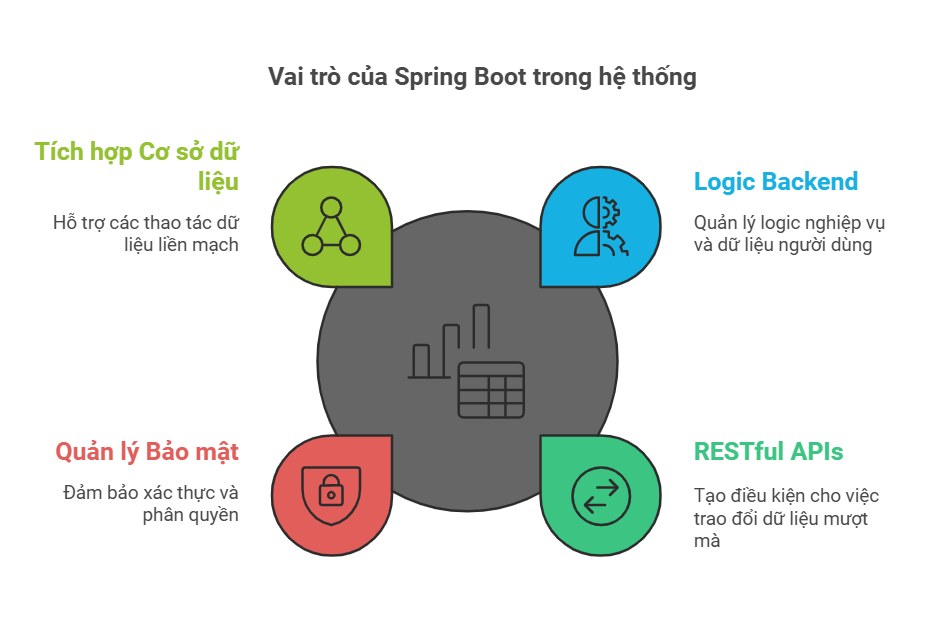 Vai trò của Spring Boot trong hệ thống
Tích hợp Cơ sở dữ
liệu
Hỗ trợ các thao tác dữ
liệu liền mạch
Logic Backend
Quản lý logic nghiệp vụ
và dữ liệu người dùng
Quản lý Bảo mật
Đảm bảo xác thực và
phân quyền
RESTful APIs
Tạo điều kiện cho việc
trao đổi dữ liệu mượt
mà